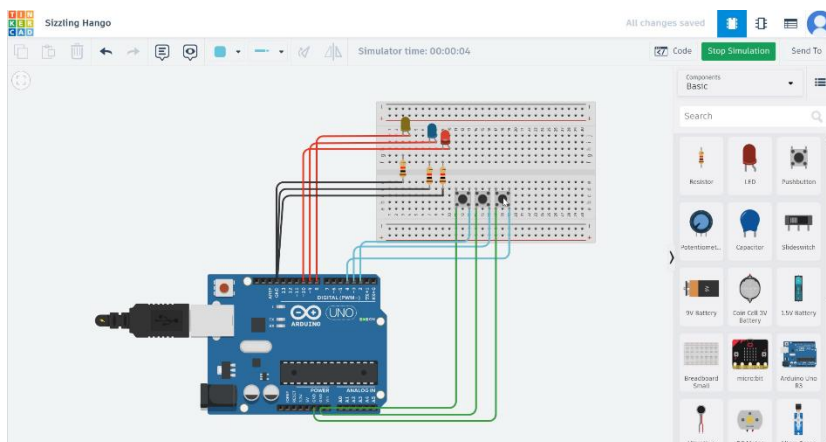 TIN
KER
CAD
Sizzling Hango
All changes saved
Simulator time: 00:00:04
Code
Stop Simulation
Send To
Components
Basic
Search
Resistor
LED
Pushbutton
Potentiomet...
Capacitor
Slideswitch
9V Battery
Coin Cell 3V
Battery
1.5V Battery
Breadboard
Small
micro:bit
Arduino Uno
R3
DIGITAL (PWM ~)
UNO
ARDUINO
POWER
ANALOG IN